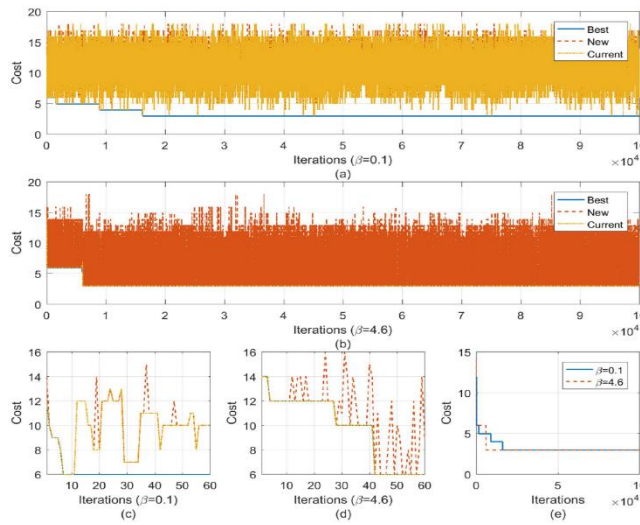 20
15
10
5
0
Cost
Best
New
Current
0 1 2 3 4 5 6 7 8 9 10
Iterations (β=0.1)
×10⁴
(a)
20
15
10
5
0
Cost
Best
New
Current
0 1 2 3 4 5 6 7 8 9 10
Iterations (β=4.6)
×10⁴
(b)
16
14
12
10
8
6
Cost
10 20 30 40 50 60
Iterations (β=0.1)
(c)
16
14
12
10
8
6
Cost
1 10 20 30 40 50 60
Iterations (β=4.6)
(d)
15
10
5
0
Cost
β=0.1
β=4.6
0 5 10
Iterations ×10⁴
(e)